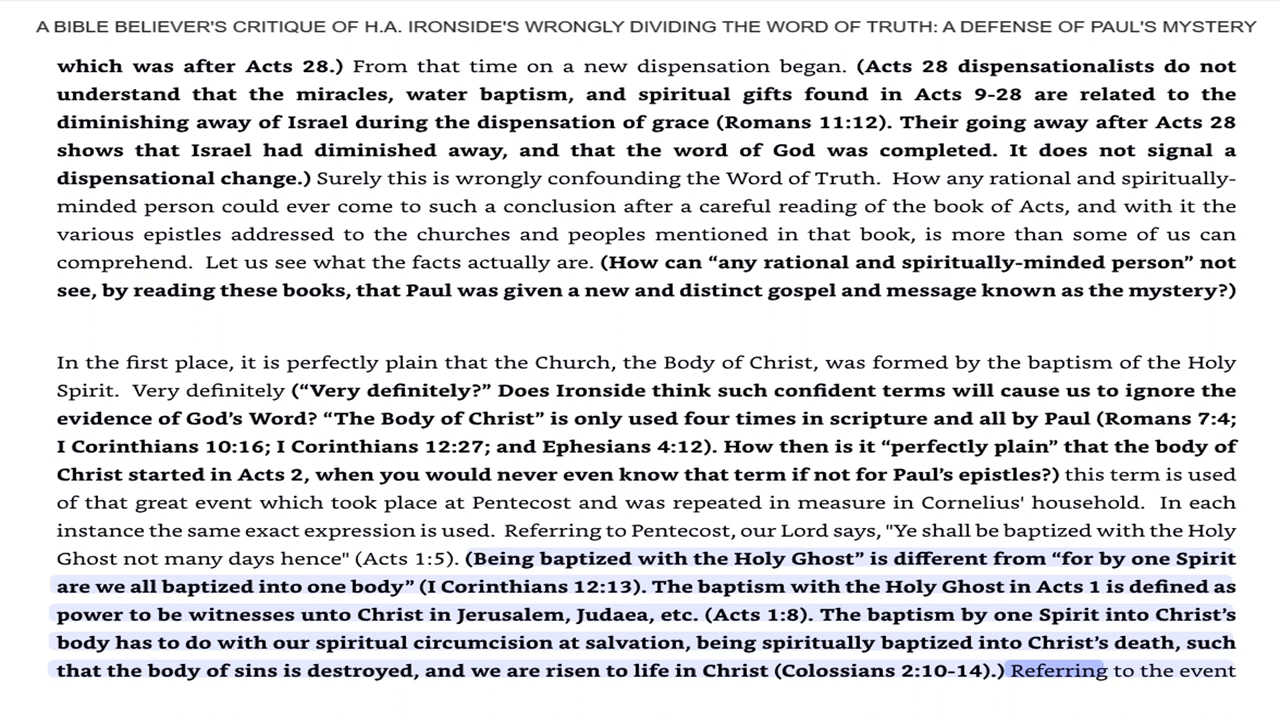 A BIBLE BELIEVER'S CRITIQUE OF H.A. IRONSIDE'S WRONGLY DIVIDING THE WORD OF TRUTH: A DEFENSE OF PAUL'S MYSTERY
which was after Acts 28.) From that time on a new dispensation began. (Acts 28 dispensationalists do not
understand that the miracles, water baptism, and spiritual gifts found in Acts 9-28 are related to the
diminishing away of Israel during the dispensation of grace (Romans 11:12). Their going away after Acts 28
shows that Israel had diminished away, and that the word of God was completed. It does not signal a
dispensational change.) Surely this is wrongly confounding the Word of Truth. How any rational and spiritually-
minded person could ever come to such a conclusion after a careful reading of the book of Acts, and with it the
various epistles addressed to the churches and peoples mentioned in that book, is more than some of us can
comprehend. Let us see what the facts actually are. (How can “any rational and spiritually-minded person” not
see, by reading these books, that Paul was given a new and distinct gospel and message known as the mystery?)
In the first place, it is perfectly plain that the Church, the Body of Christ, was formed by the baptism of the Holy
Spirit. Very definitely (“Very definitely?” Does Ironside think such confident terms will cause us to ignore the
evidence of God’s Word? “The Body of Christ” is only used four times in scripture and all by Paul (Romans 7:4;
I Corinthians 10:16; I Corinthians 12:27; and Ephesians 4:12). How then is it “perfectly plain” that the body of
Christ started in Acts 2, when you would never even know that term if not for Paul’s epistles?) this term is used
of that great event which took place at Pentecost and was repeated in measure in Cornelius' household. In each
instance the same exact expression is used. Referring to Pentecost, our Lord says, "Ye shall be baptized with the Holy
Ghost not many days hence" (Acts 1:5). (Being baptized with the Holy Ghost” is different from “for by one Spirit
are we all baptized into one body” (I Corinthians 12:13). The baptism with the Holy Ghost in Acts 1 is defined as
power to be witnesses unto Christ in Jerusalem, Judaea, etc. (Acts 1:8). The baptism by one Spirit into Christ’s
body has to do with our spiritual circumcision at salvation, being spiritually baptized into Christ’s death, such
that the body of sins is destroyed, and we are risen to life in Christ (Colossians 2:10-14).) Referring to the event